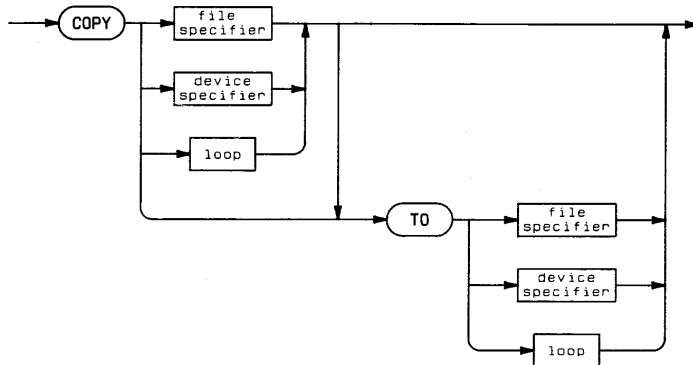 COPY
file
specifier
device
specifier
loop
TO
file
specifier
device
specifier
loop